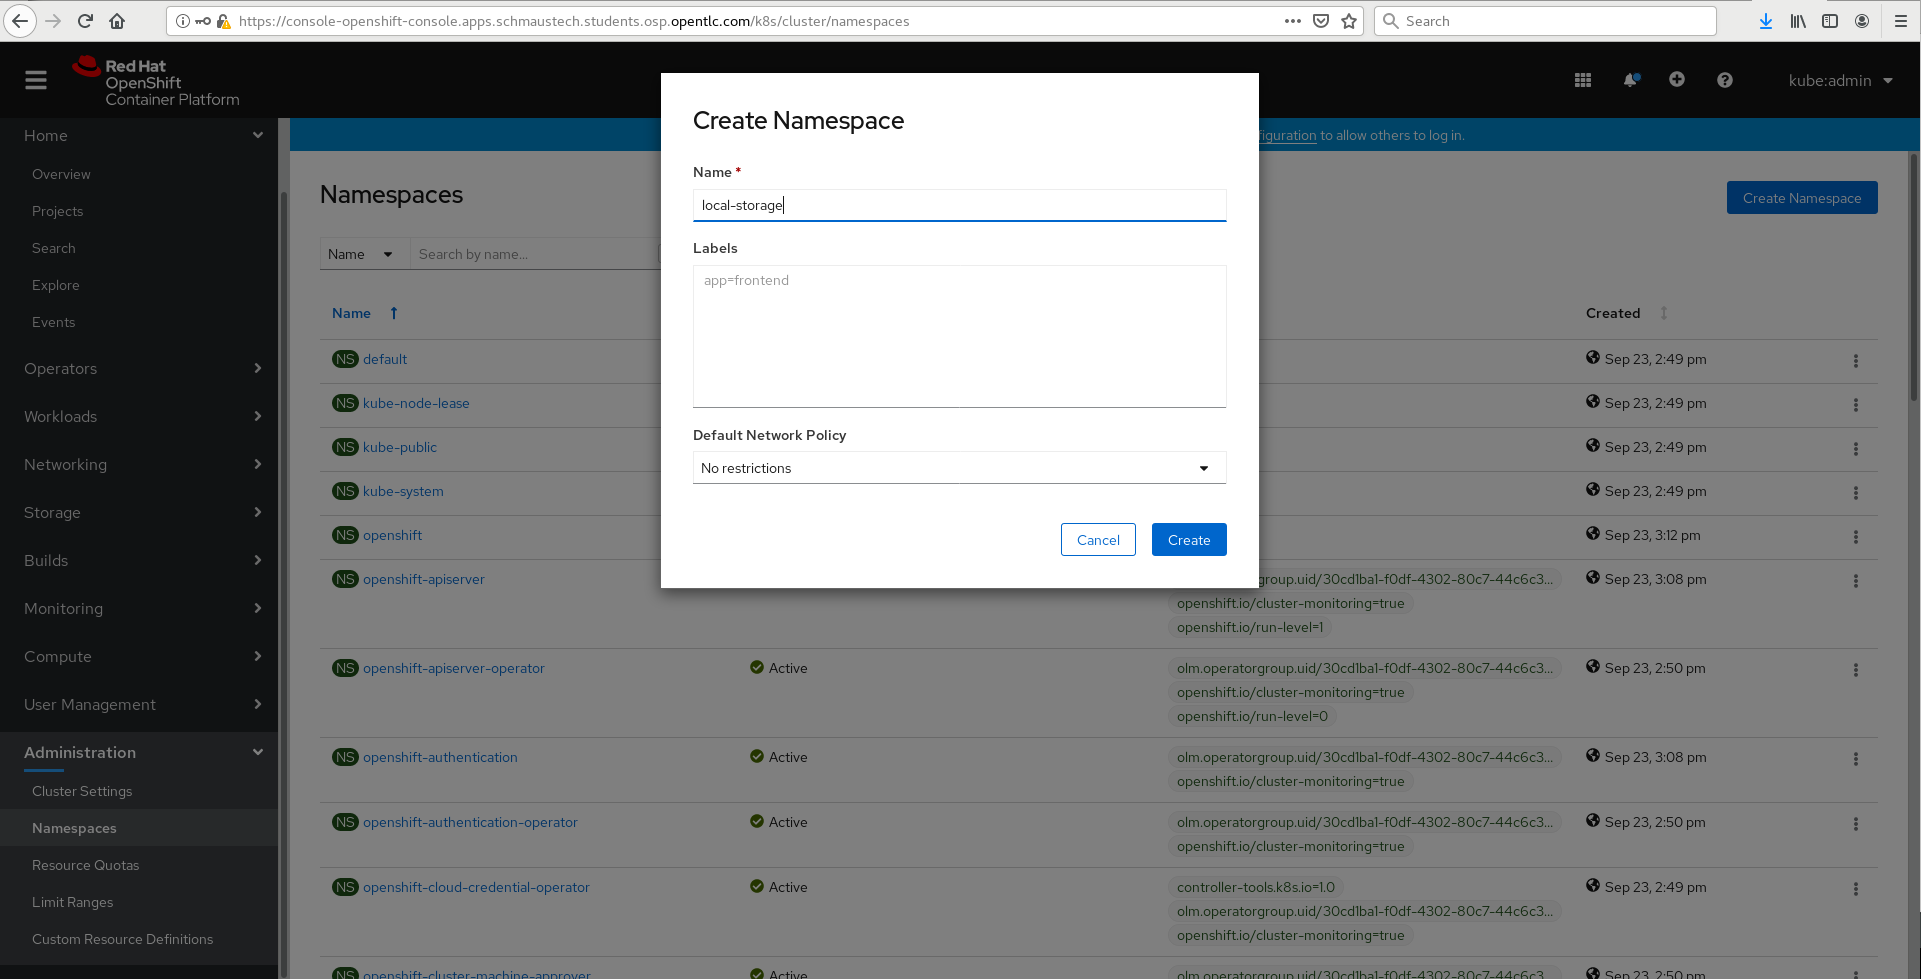 https://console-openshift-console.apps.schmaustech.students.osp.opentlc.com/k8s/cluster/namespaces
Search
Red Hat
OpenShift
Container Platform
kube:admin
Home
Overview
Projects
Search
Explore
Events
Operators
Workloads
Networking
Storage
Builds
Monitoring
Compute
User Management
Administration
Cluster Settings
Namespaces
Resource Quotas
Limit Ranges
Custom Resource Definitions
figuration to allow others to log in.
Namespaces
Create Namespace
Name
Search by name...
Name
Created
NS default
Sep 23, 2:49 pm
NS kube-node-lease
Sep 23, 2:49 pm
NS kube-public
Sep 23, 2:49 pm
NS kube-system
Sep 23, 2:49 pm
NS openshift
Sep 23, 3:12 pm
NS openshift-apiserver
group.uid/30cd1ba1-f0df-4302-80c7-44c6c3...
Sep 23, 3:08 pm
openshift.io/cluster-monitoring=true
openshift.io/run-level=1
NS openshift-apiserver-operator
Active
olm.operatorgroup.uid/30cd1ba1-f0df-4302-80c7-44c6c3...
Sep 23, 2:50 pm
openshift.io/cluster-monitoring=true
openshift.io/run-level=0
NS openshift-authentication
Active
olm.operatorgroup.uid/30cd1ba1-f0df-4302-80c7-44c6c3...
Sep 23, 3:08 pm
openshift.io/cluster-monitoring=true
NS openshift-authentication-operator
Active
olm.operatorgroup.uid/30cd1ba1-f0df-4302-80c7-44c6c3...
Sep 23, 2:50 pm
openshift.io/cluster-monitoring=true
NS openshift-cloud-credential-operator
Active
controller-tools.k8s.io=1.0
Sep 23, 2:49 pm
olm.operatorgroup.uid/30cd1ba1-f0df-4302-80c7-44c6c3...
openshift.io/cluster-monitoring=true
NS openshift-cluster-machine-approver
Active
olm.operatorgroup.uid/30cd1ba1-f0df-4302-80c7-44c6c3...
Sep 23, 2:50 pm
Create Namespace
Name *
local-storage
Labels
app=frontend
Default Network Policy
No restrictions
Cancel
Create